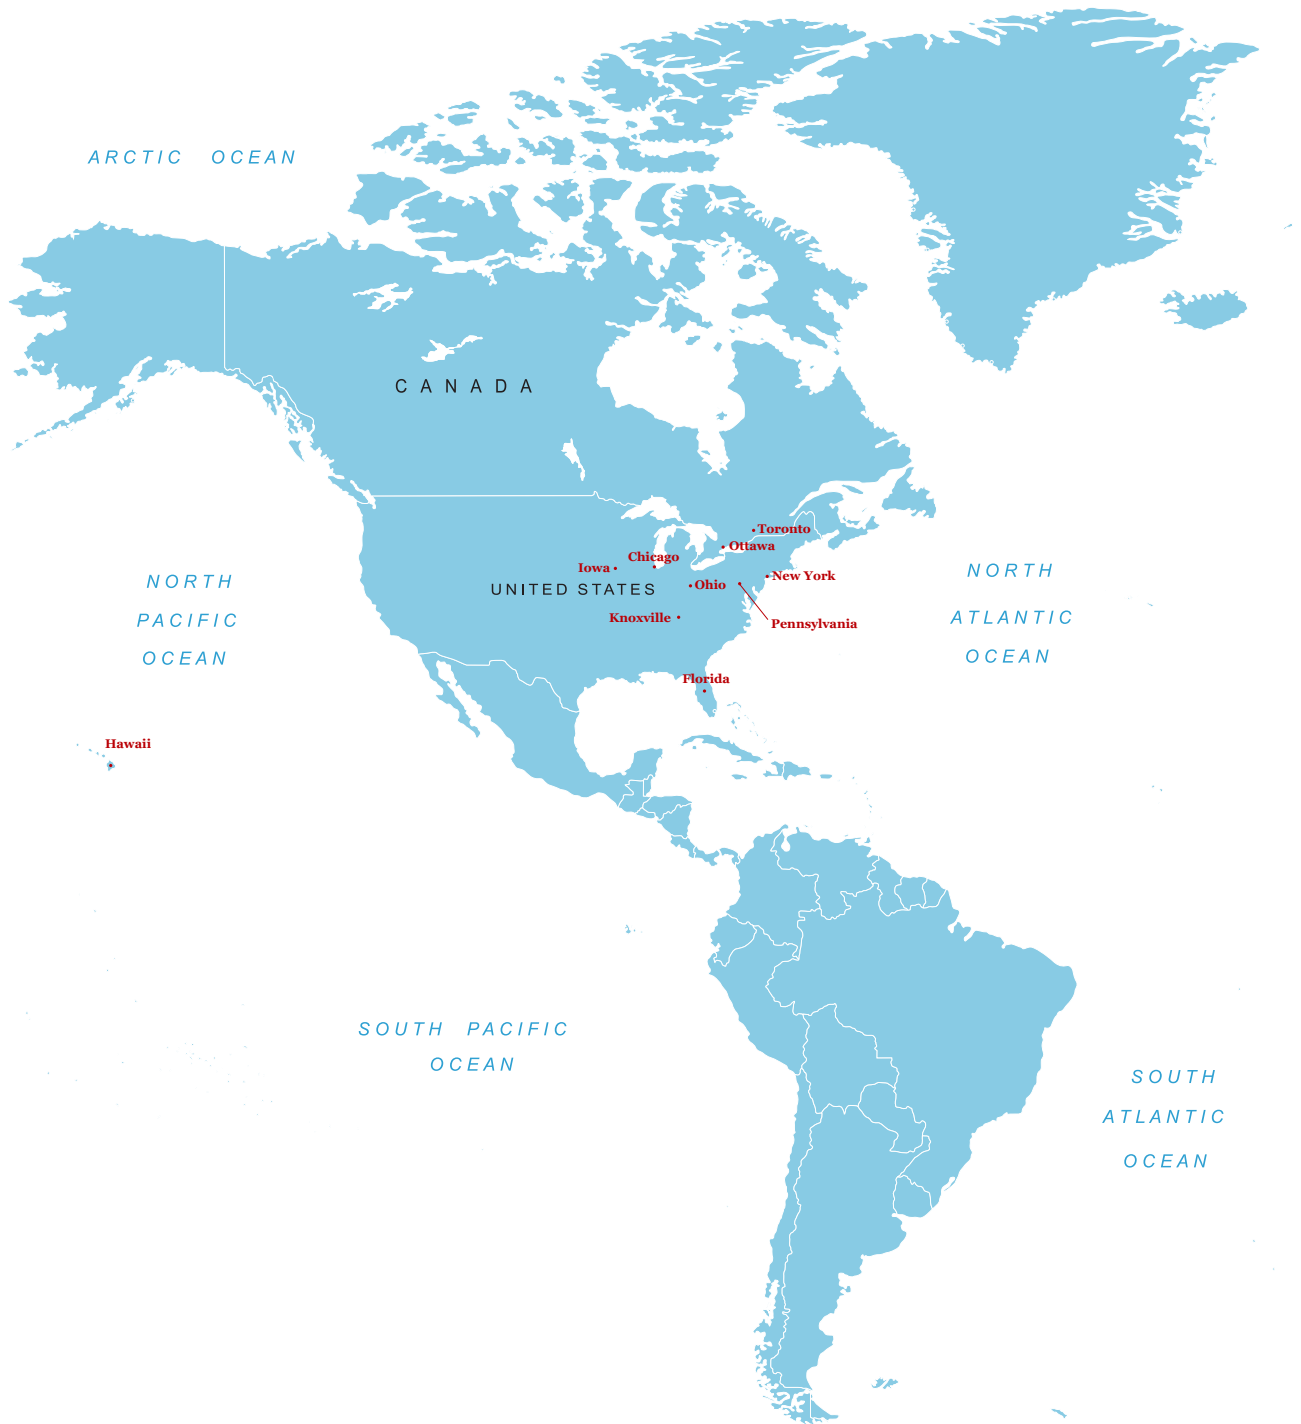 ARCTIC OCEAN
CANADA
Toronto
Ottawa
Chicago
Iowa
UNITED STATES
Ohio
New York
Knoxville
Pennsylvania
Florida
Hawaii
NORTH
PACIFIC
OCEAN
NORTH
ATLANTIC
OCEAN
SOUTH PACIFIC
OCEAN
SOUTH
ATLANTIC
OCEAN